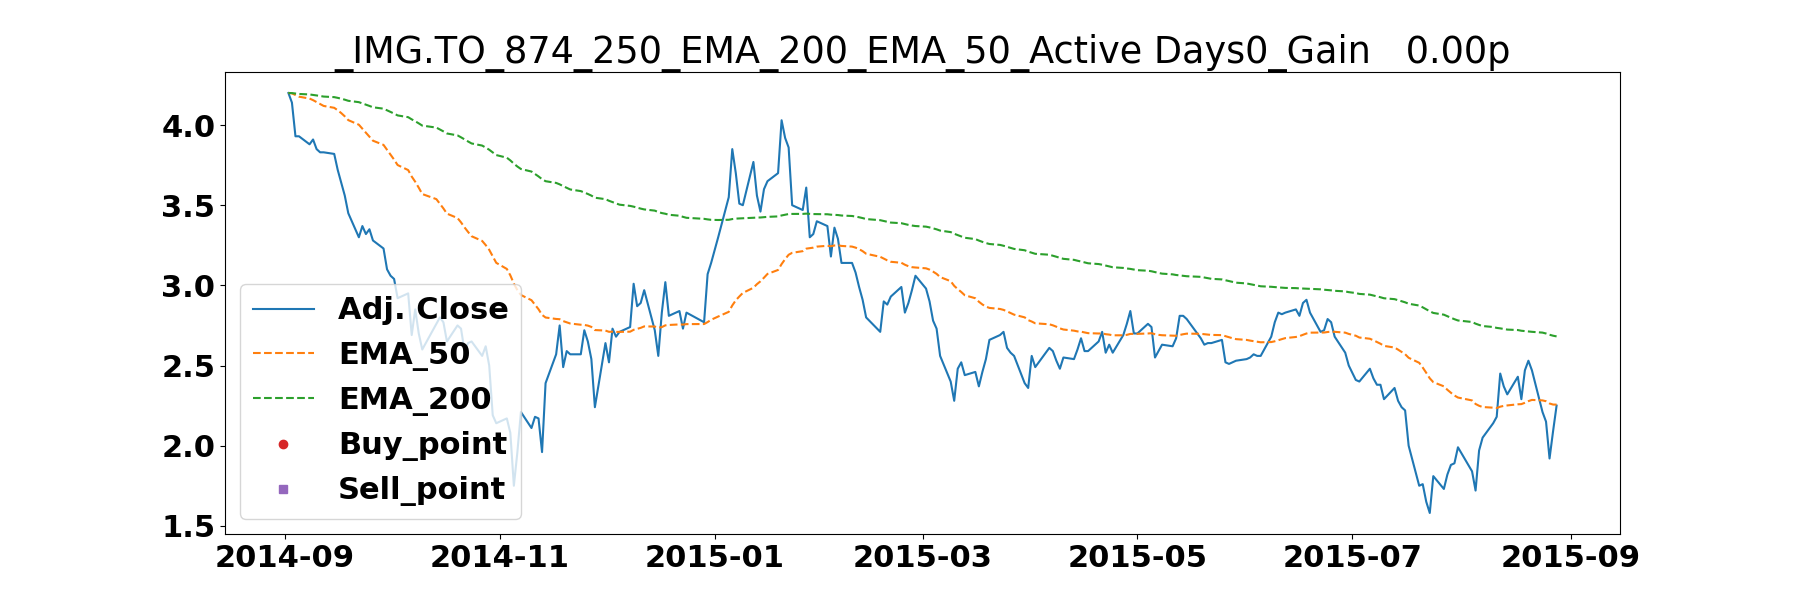 _IMG.TO_874_250_EMA_200_EMA_50_Active Days0_Gain   0.00p
4.0
3.5
3.0
2.5
2.0
1.5
Adj. Close
EMA_50
EMA_200
Buy_point
Sell_point
2014-09 2014-11 2015-01 2015-03 2015-05 2015-07 2015-09